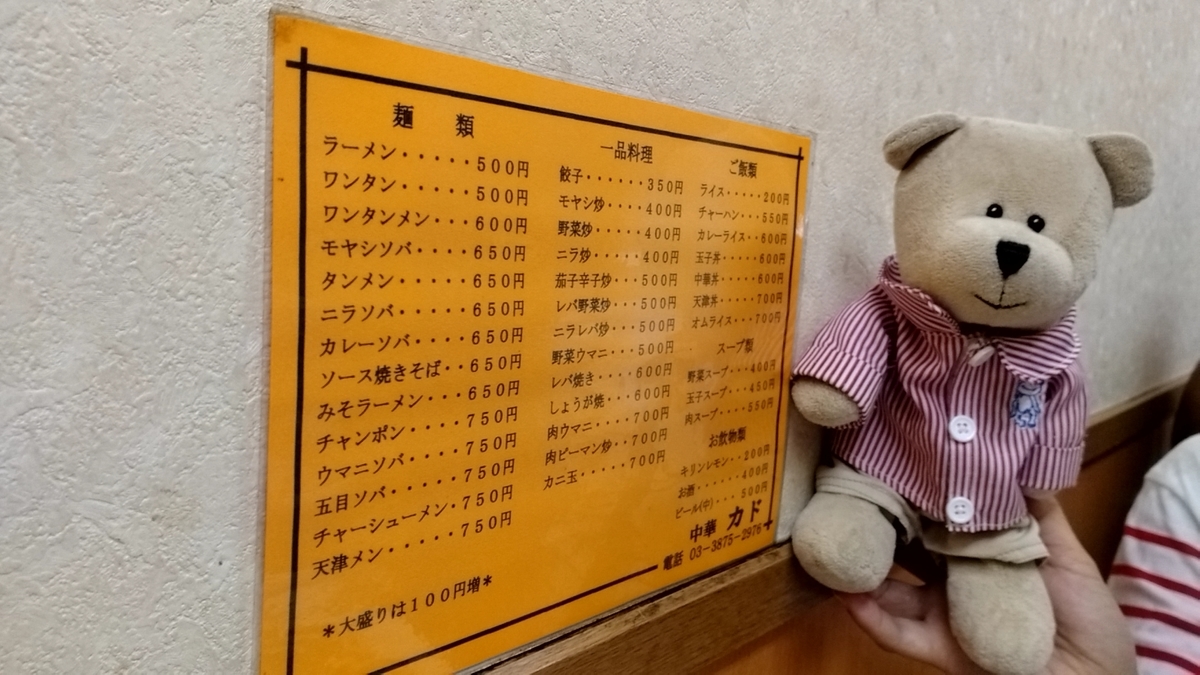 麺 類
ラーメン・・・・・500円
ワンタン・・・・・500円
ワンタンメン・・・・600円
モヤシソバ・・・・650円
タンメン・・・・・650円
ニラソバ・・・・・650円
カレーソバ・・・・650円
ソース焼きそば・・650円
みそラーメン・・・650円
チャンポン・・・・750円
ウマニソバ・・・・750円
五目ソバ・・・・・750円
チャーシューメン・750円
天津メン・・・・・750円
*大盛りは100円増*
一品料理
餃子・・・・・・350円
モヤシ炒・・・・400円
野菜炒・・・・・400円
ニラ炒・・・・・400円
茄子辛子炒・・・500円
レバ野菜炒・・・500円
ニラレバ炒・・・500円
野菜ウマニ・・・500円
レバ焼き・・・・600円
しょうが焼・・・600円
肉ウマニ・・・・700円
肉ピーマン炒・・700円
カニ玉・・・・・700円
ご飯類
ライス・・・・・200円
チャーハン・・・550円
カレーライス・・600円
玉子丼・・・・・600円
中華丼・・・・・600円
天津丼・・・・・700円
オムライス・・・700円
スープ類
野菜スープ・・・400円
玉子スープ・・・450円
肉スープ・・・・550円
お飲物類
キリンレモン・・200円
お酒・・・・・・400円
ビール(中)・・・500円
中華 カド
電話 03-3875-2976